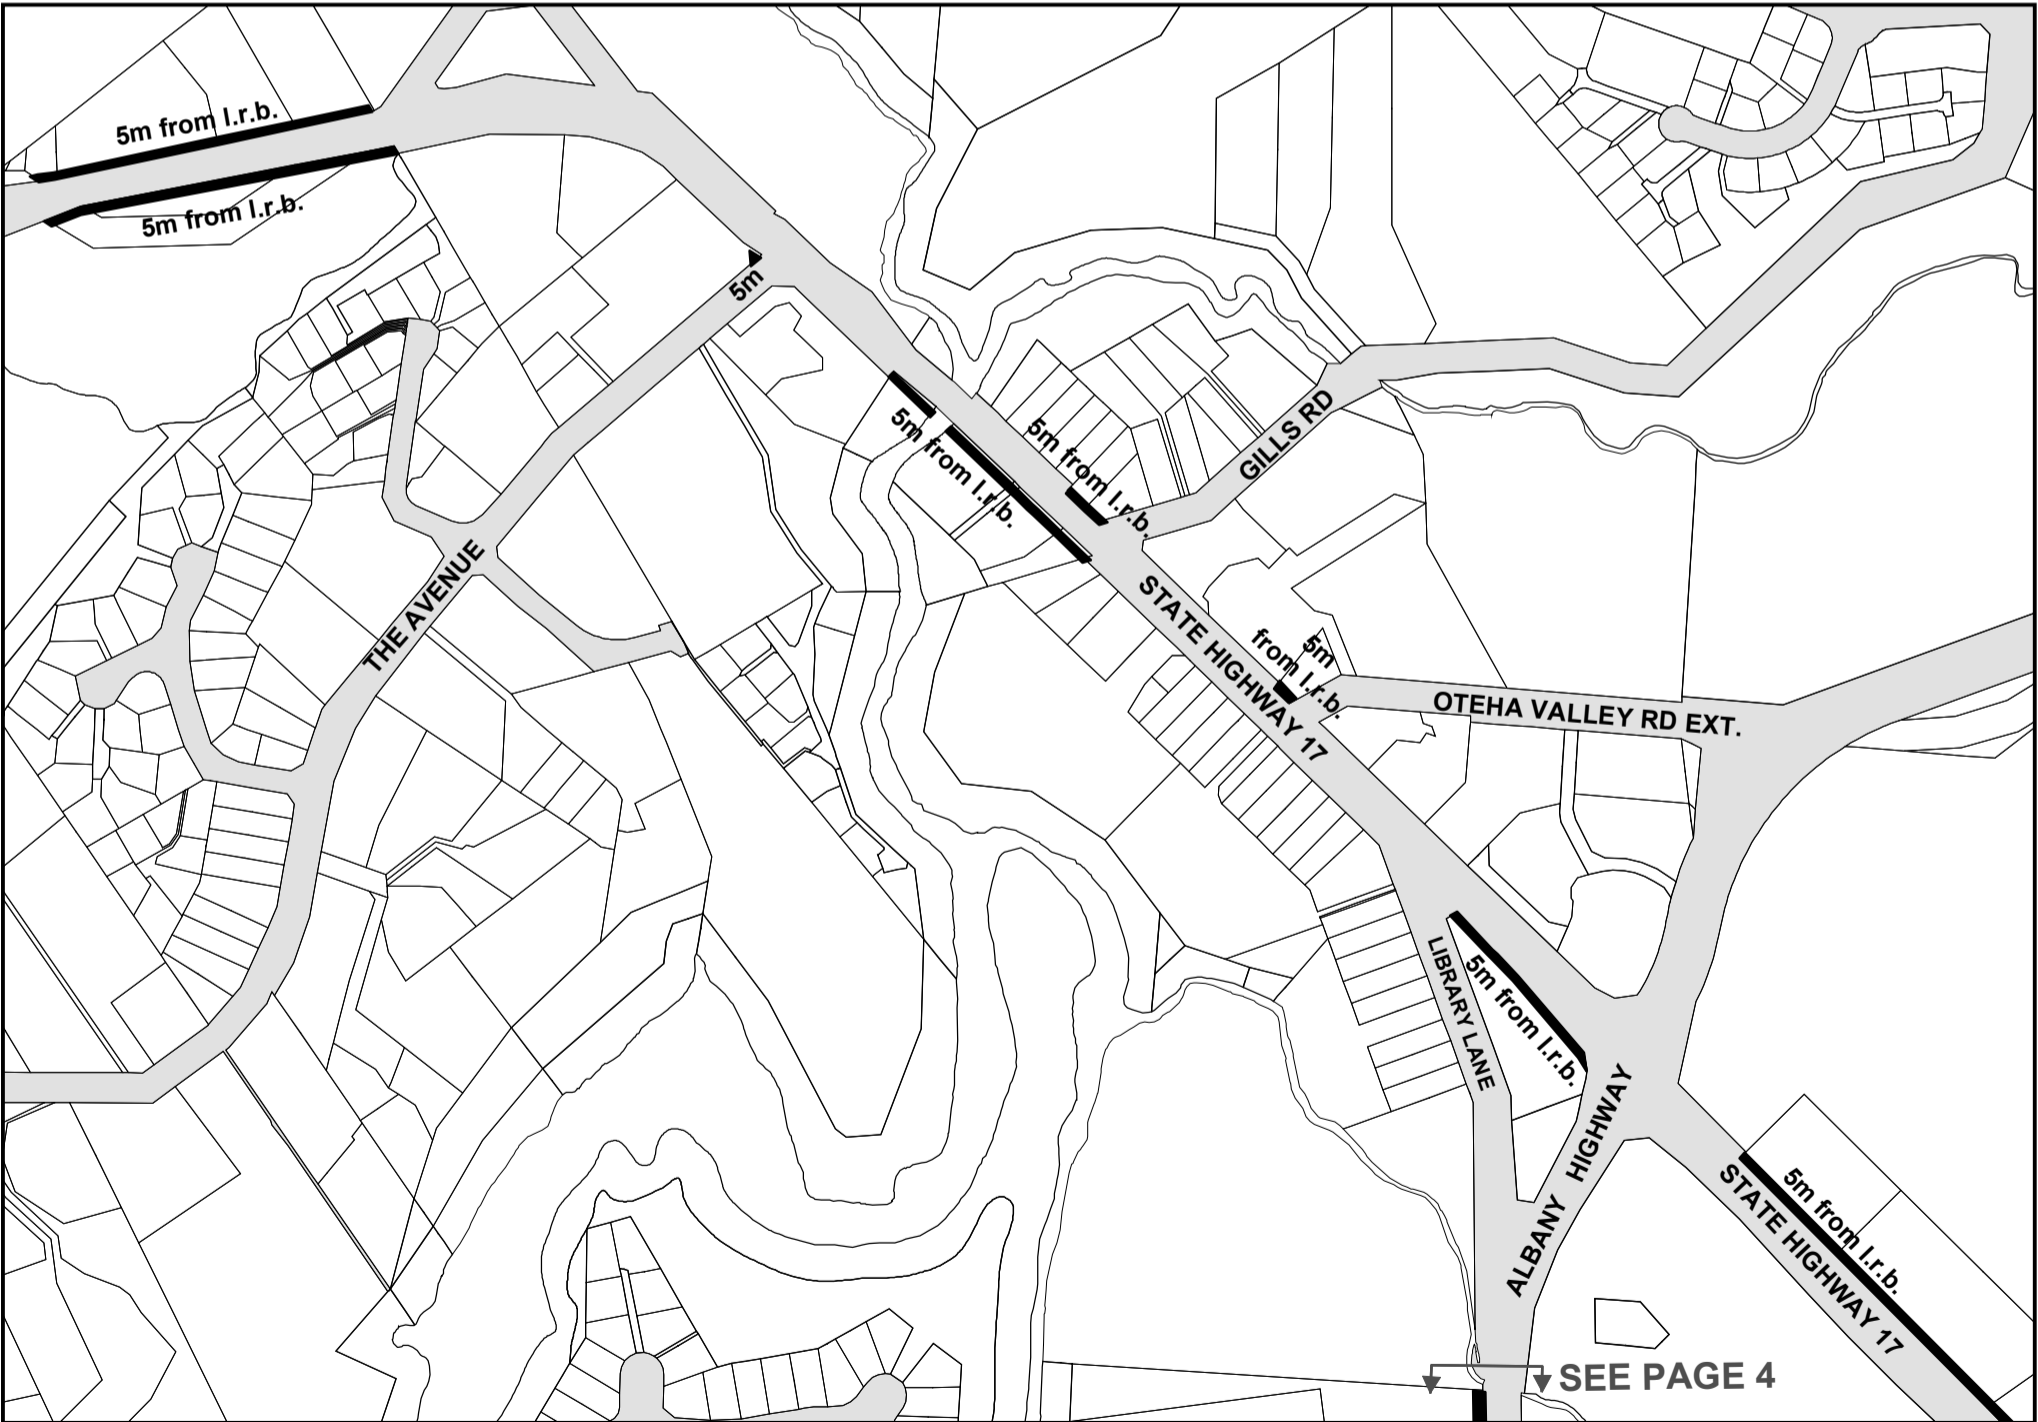 5m from l.r.b.
5m from l.r.b.
5m
5m from l.r.b.
5m from l.r.b.
GILLS RD
THE AVENUE
STATE HIGHWAY 17
5m
from l.r.b.
OTEHA VALLEY RD EXT.
LIBRARY LANE
5m from l.r.b.
ALBANY HIGHWAY
5m from l.r.b.
STATE HIGHWAY 17
SEE PAGE 4